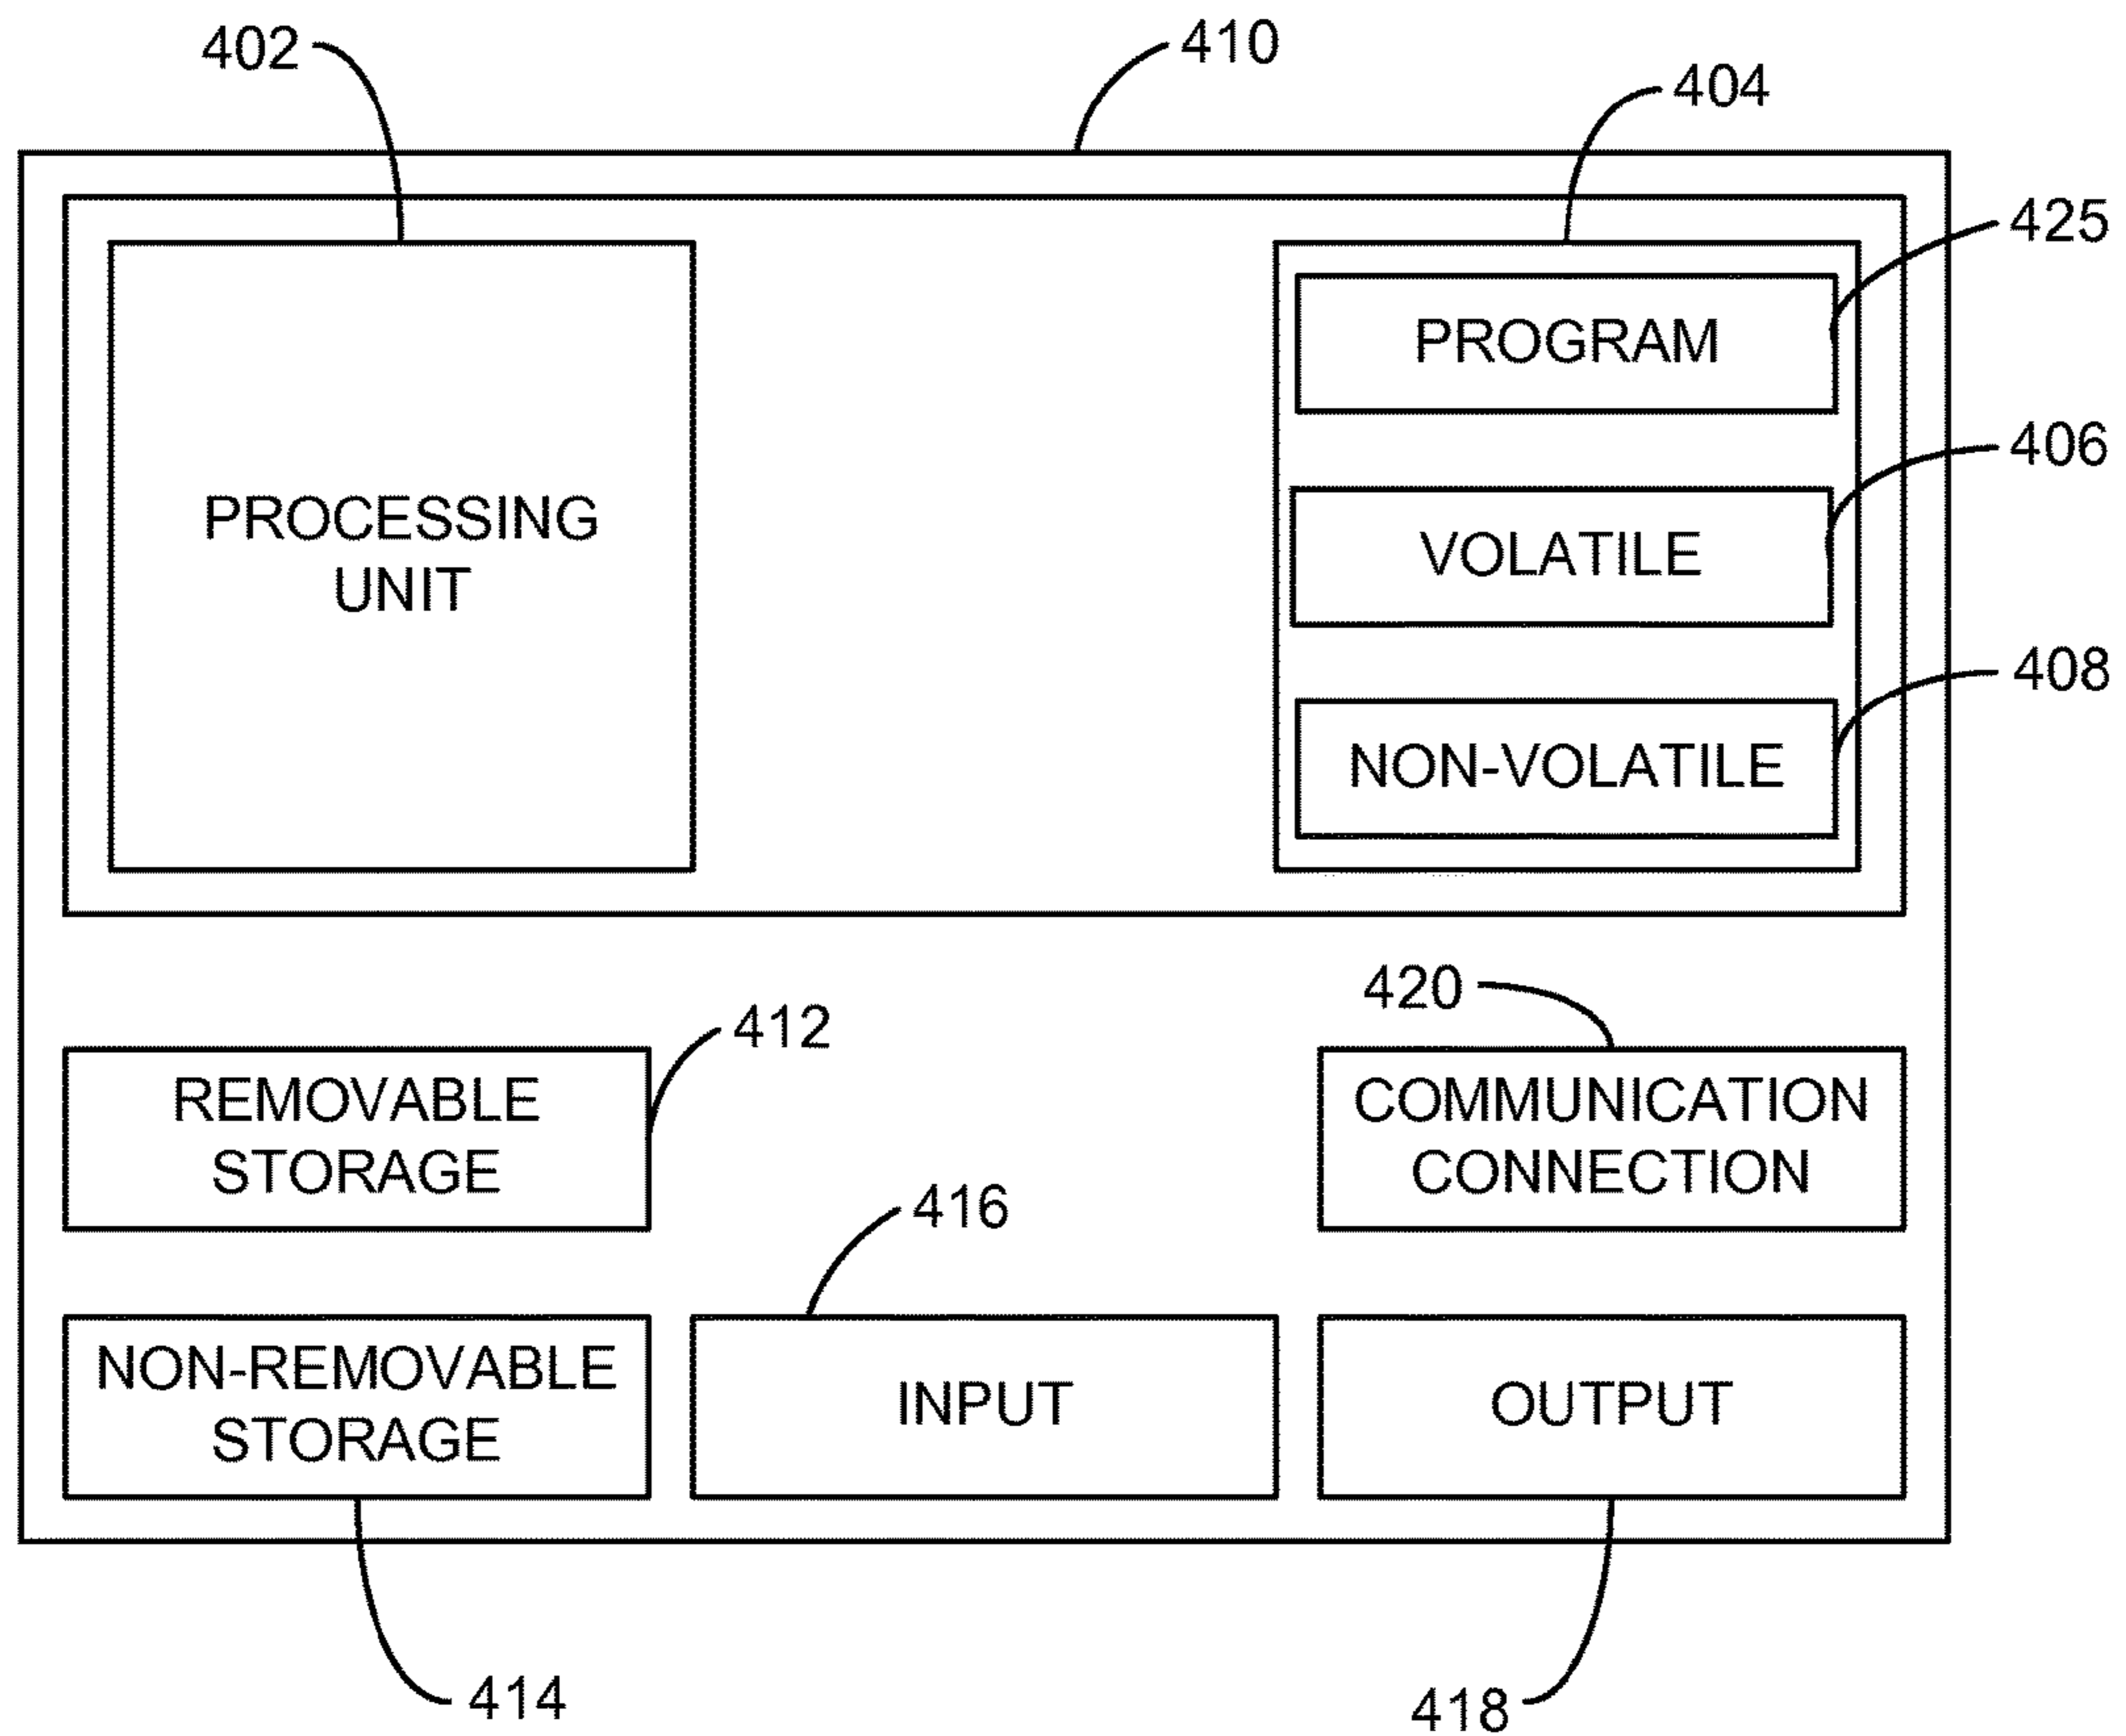 402
410
404
425
PROGRAM
406
PROCESSING
UNIT
VOLATILE
408
NON-VOLATILE
420
412
REMOVABLE
STORAGE
COMMUNICATION
CONNECTION
416
NON-REMOVABLE
STORAGE
INPUT
OUTPUT
414
418